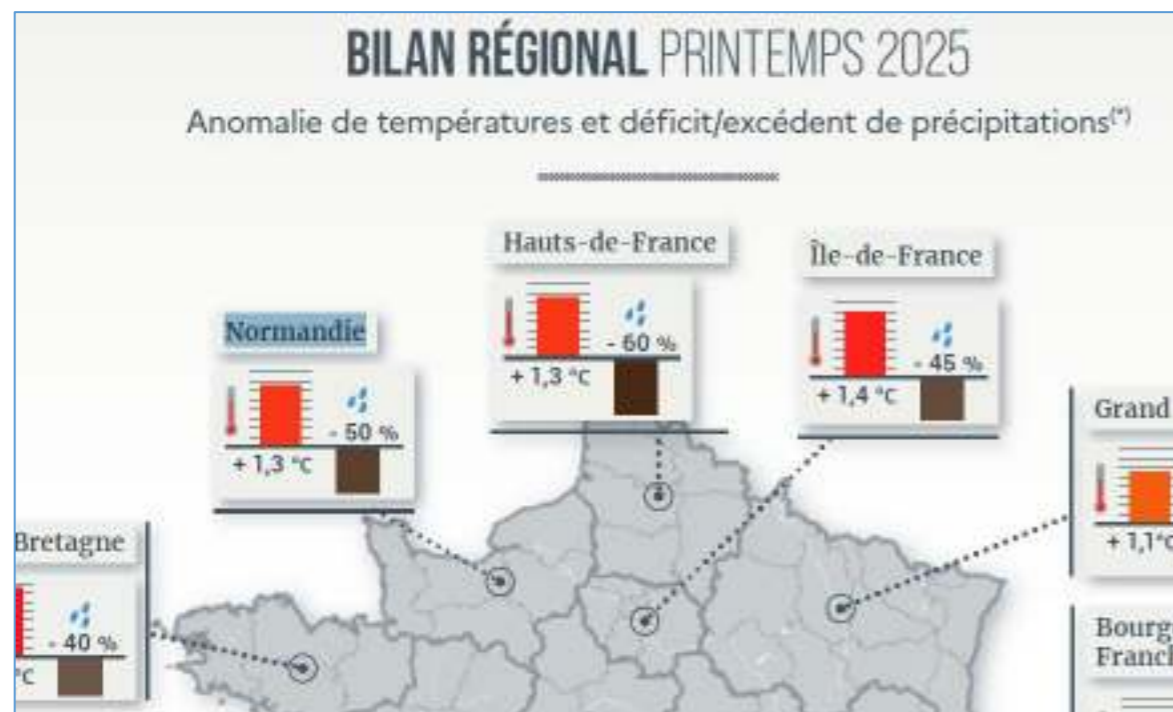 BILAN RÉGIONAL PRINTEMPS 2025
Anomalie de températures et déficit/excédent de précipitations(*)
Hauts-de-France
- 60 %
+ 1,3 °C
Île-de-France
- 45 %
+ 1,4 °C
Normandie
- 50 %
+ 1,3 °C
Grand
+ 1,1°C
Bretagne
- 40 %
°C
Bourg
Franc